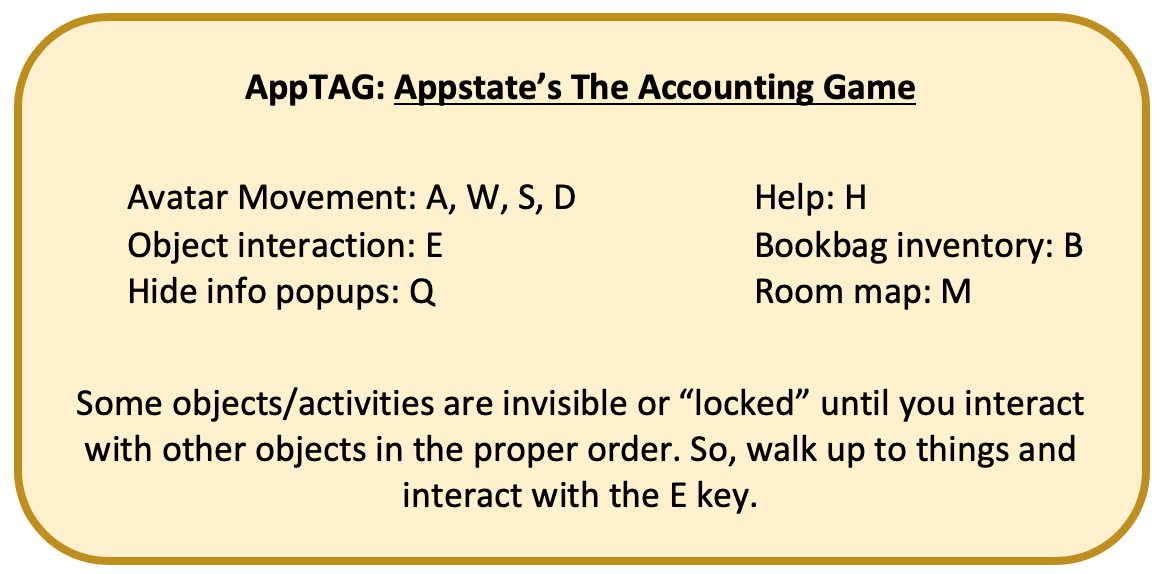 AppTAG: Appstate’s The Accounting Game
Avatar Movement: A, W, S, D
Object interaction: E
Hide info popups: Q
Help: H
Bookbag inventory: B
Room map: M
Some objects/activities are invisible or “locked” until you interact
with other objects in the proper order. So, walk up to things and
interact with the E key.